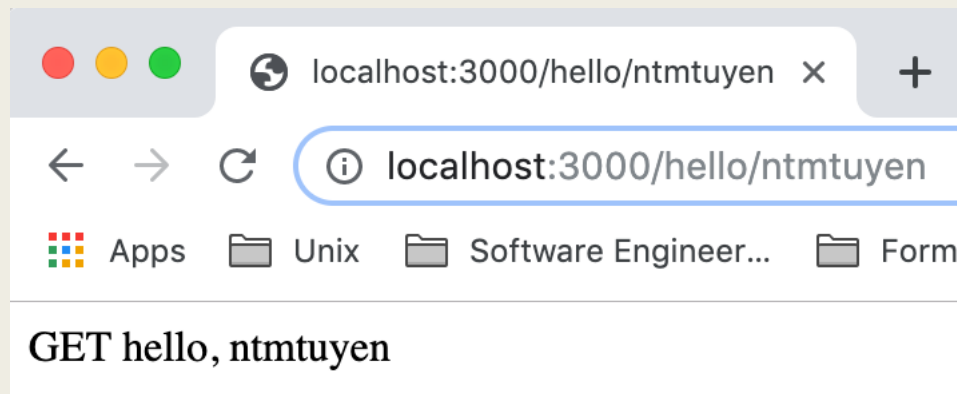 localhost:3000/hello/ntmtuyen
localhost:3000/hello/ntmtuyen
Apps Unix Software Engineer... Form
GET hello, ntmtuyen